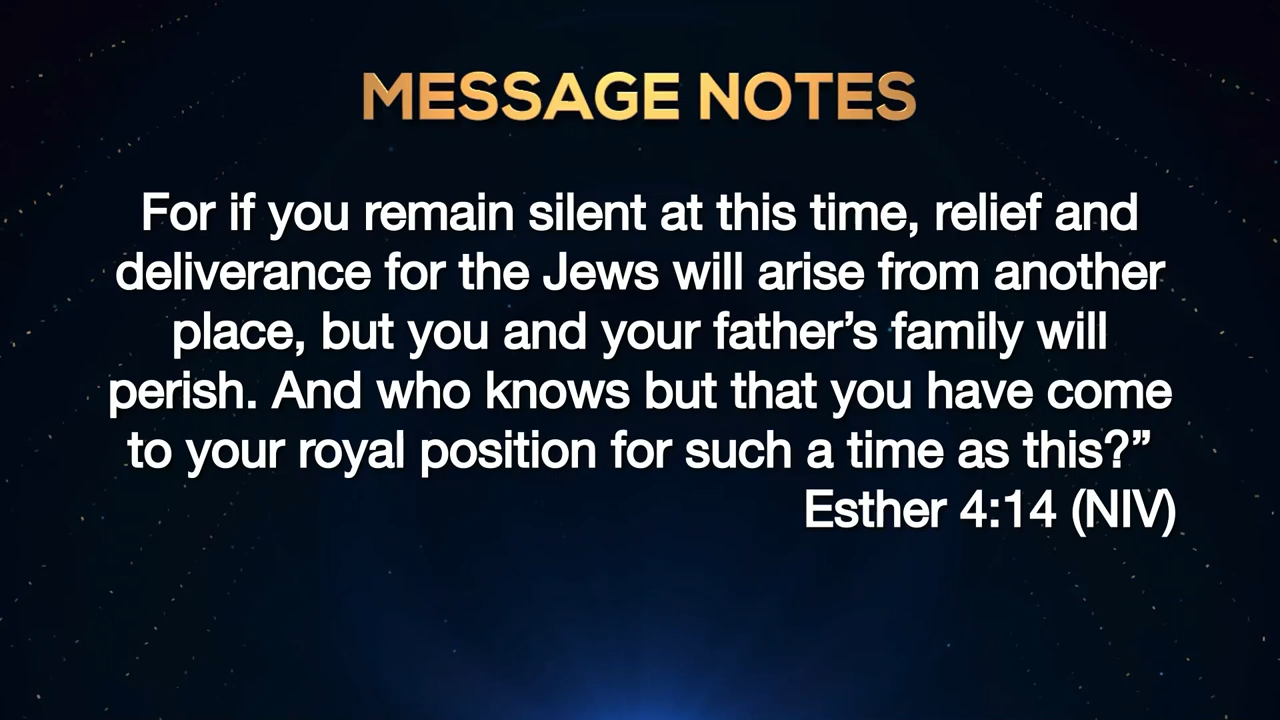 MESSAGE NOTES
For if you remain silent at this time, relief and
deliverance for the Jews will arise from another
place, but you and your father’s family will
perish. And who knows but that you have come
to your royal position for such a time as this?”
Esther 4:14 (NIV)